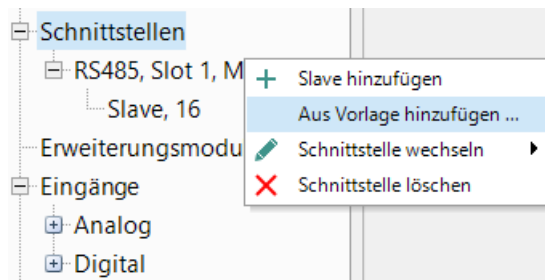 Schnittstellen
RS485, Slot 1, M
Slave, 16
Erweiterungsmodu
Eingänge
Analog
Digital
Slave hinzufügen
Aus Vorlage hinzufügen ...
Schnittstelle wechseln
Schnittstelle löschen